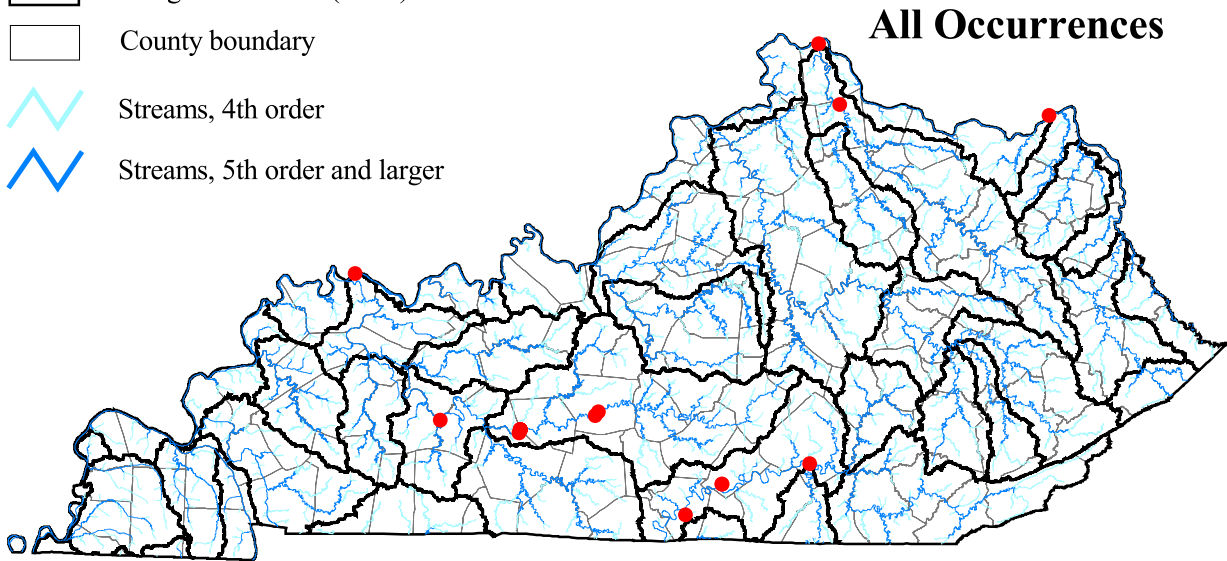 All Occurrences
County boundary
Streams, 4th order
Streams, 5th order and larger